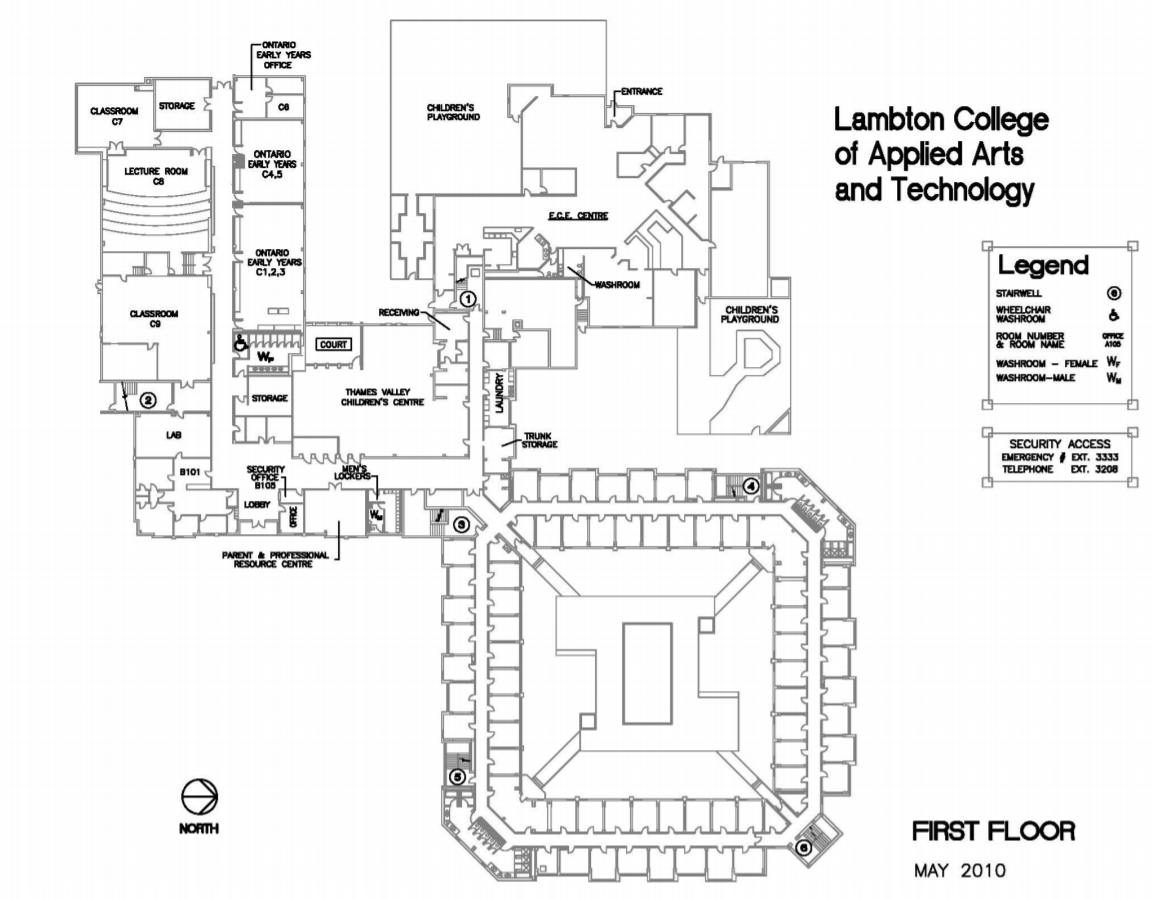 Lambton College
of Applied Arts
and Technology
ONTARIO
EARLY YEARS
OFFICE
CLASSROOM
C7
STORAGE
C6
CHILDREN'S
PLAYGROUND
ENTRANCE
LECTURE ROOM
C8
ONTARIO
EARLY YEARS
C4,5
E.C.E. CENTRE
ONTARIO
EARLY YEARS
C1,2,3
WASHROOM
1
RECEIVING
CLASSROOM
C9
CHILDREN'S
PLAYGROUND
COURT
WF
THAMES VALLEY
CHILDREN'S CENTRE
LAUNDRY
2
STORAGE
LAB
TRUNK
STORAGE
B101
SECURITY
OFFICE
B105
MEN'S
LOCKERS
LOBBY
OFFICE
WM
3
4
PARENT & PROFESSIONAL
RESOURCE CENTRE
5
6
Legend
STAIRWELL 6
WHEELCHAIR
WASHROOM
ROOM NUMBER OFFICE
& ROOM NAME A105
WASHROOM - FEMALE WF
WASHROOM-MALE WM
SECURITY ACCESS
EMERGENCY # EXT. 3333
TELEPHONE EXT. 3208
NORTH
FIRST FLOOR
MAY 2010